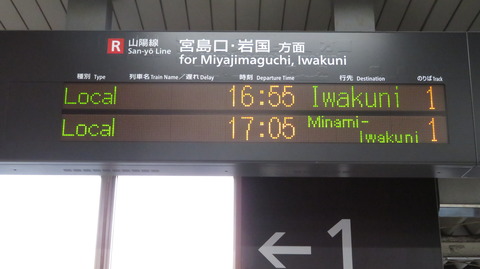 R 山陽線 San-yō Line 宮島口・岩国 方面
for Miyajimaguchi, Iwakuni
種別 Type 列車名 Train Name/遅れ Delay 時刻 Departure Time 行先 Destination のりば Track
Local 16:55 Iwakuni 1
Local 17:05 Minami-Iwakuni 1
←1